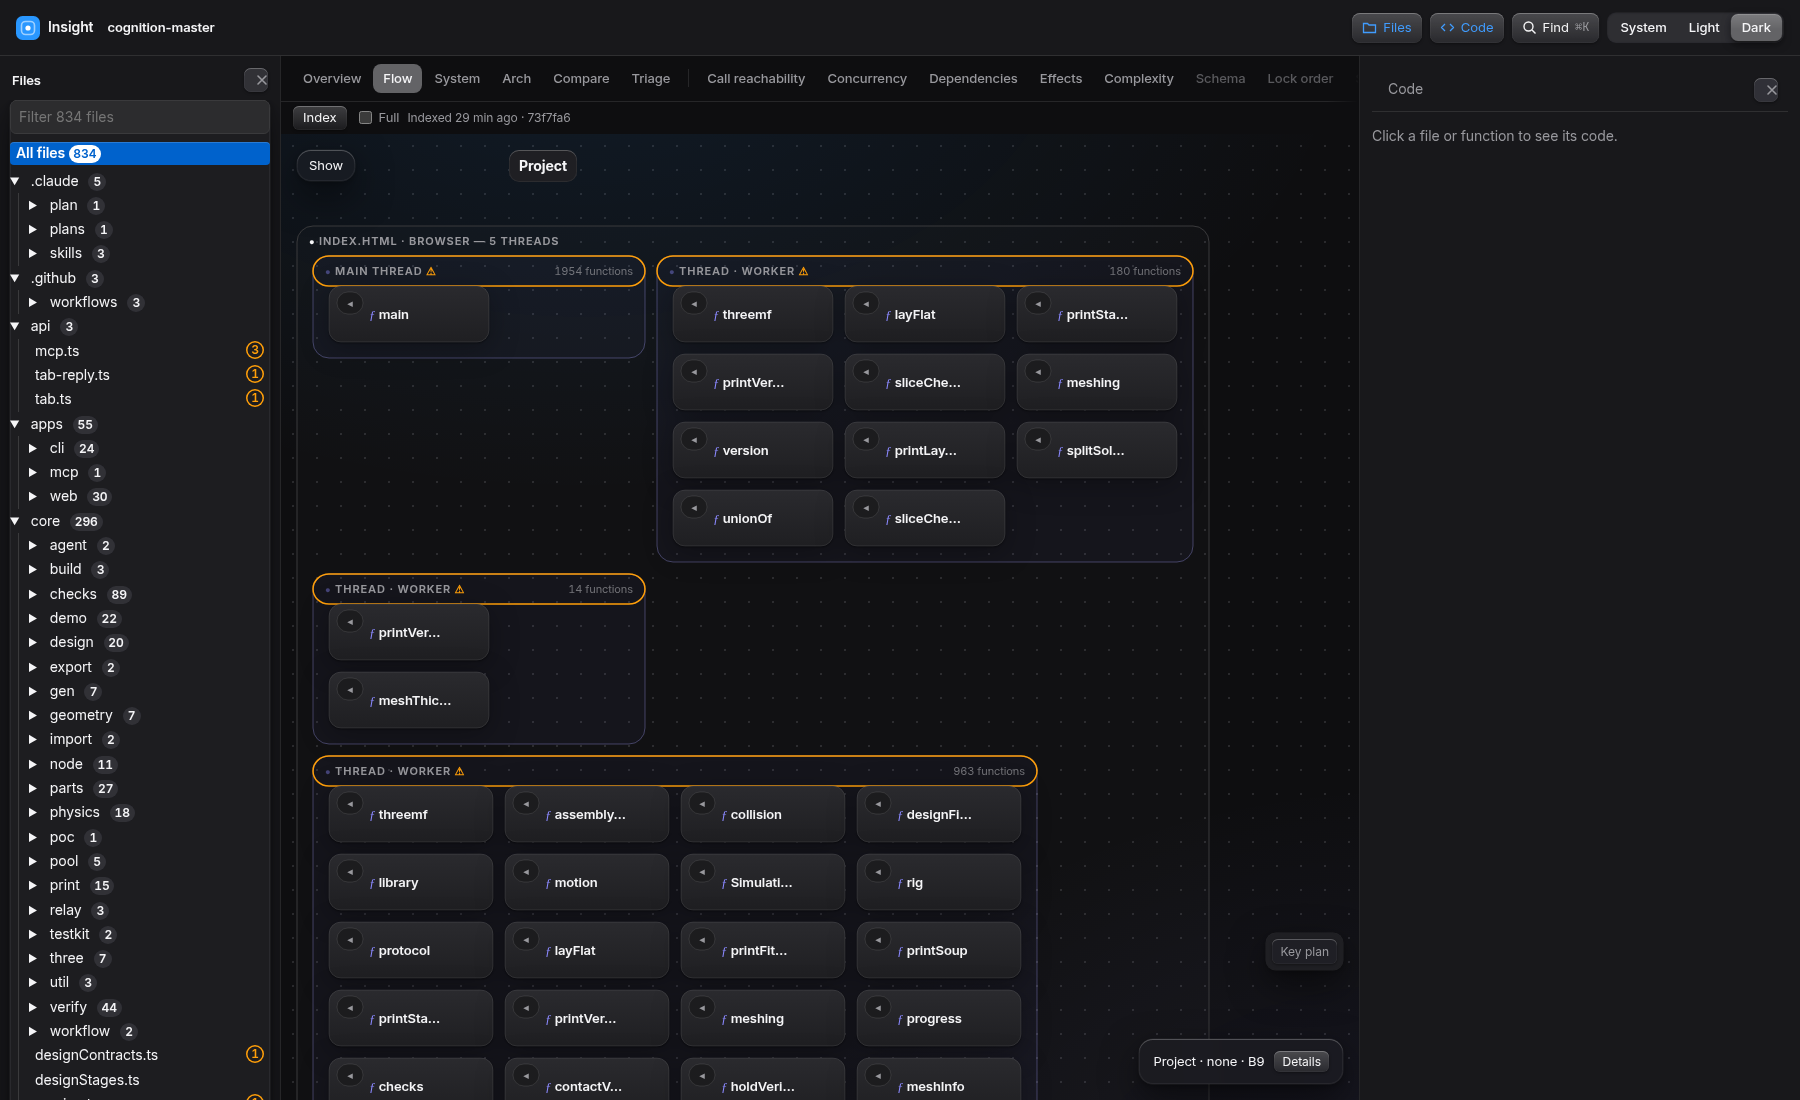 Insight cognition-master Files Code Find ⌘K System Light Dark
Files
Filter 834 files
All files 834
.claude 5
plan 1
plans 1
skills 3
.github 3
workflows 3
api 3
mcp.ts 3
tab-reply.ts 1
tab.ts 1
apps 55
cli 24
mcp 1
web 30
core 296
agent 2
build 3
checks 89
demo 22
design 20
export 2
gen 7
geometry 7
import 2
node 11
parts 27
physics 18
poc 1
pool 5
print 15
relay 3
testkit 2
three 7
util 3
verify 44
workflow 2
designContracts.ts 1
designStages.ts
Overview Flow System Arch Compare Triage Call reachability Concurrency Dependencies Effects Complexity Schema Lock order
Index Full Indexed 29 min ago · 73f7fa6
Show Project
INDEX.HTML · BROWSER — 5 THREADS
MAIN THREAD ⚠ 1954 functions
f main
THREAD · WORKER ⚠ 180 functions
f threemf f layFlat f printSta...
f printVer... f sliceChe... f meshing
f version f printLay... f splitSol...
f unionOf f sliceChe...
THREAD · WORKER ⚠ 14 functions
f printVer...
f meshThic...
THREAD · WORKER ⚠ 963 functions
f threemf f assembly... f collision f designFi...
f library f motion f Simulati... f rig
f protocol f layFlat f printFit... f printSoup
f printSta... f printVer... f meshing f progress
f checks f contactV... f holdVeri... f meshInfo
Key plan
Project · none · B9 Details
Code
Click a file or function to see its code.